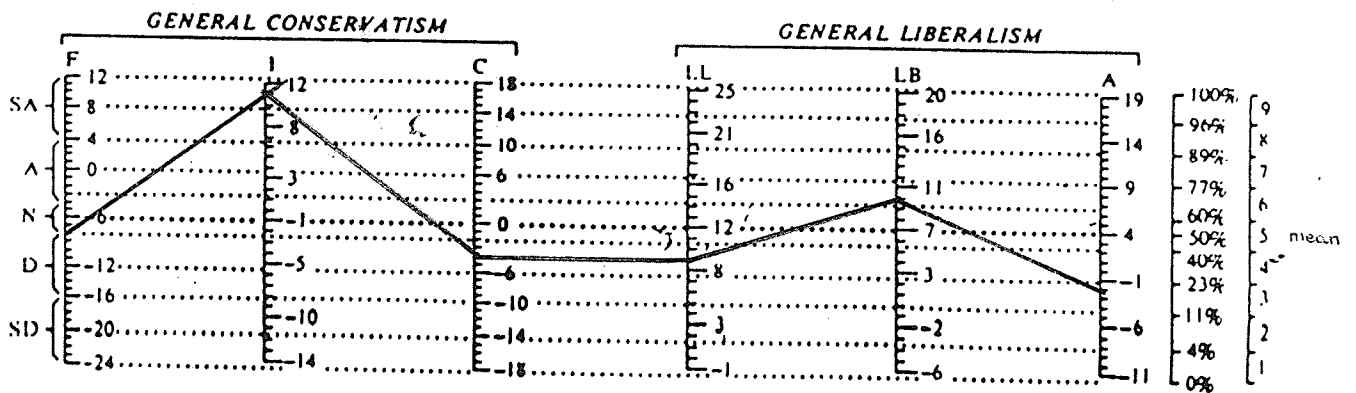 GENERAL CONSERVATISM
GENERAL LIBERALISM
F I C LL LB A
12 12 18 25 20 19 100% 9
SA 8 8 14 21 16 14 96% 8
4 10 89%
A 0 3 6 16 11 9 77% 7
N -6 -1 0 12 7 4 60% 6
50% 5 mean
D -12 -5 -6 8 3 -1 40%
23%
-16 -10 -10 3 -2 -6 11% 3
SD -20 -14 2
4%
-24 -14 -18 -1 -6 -11 0% 1